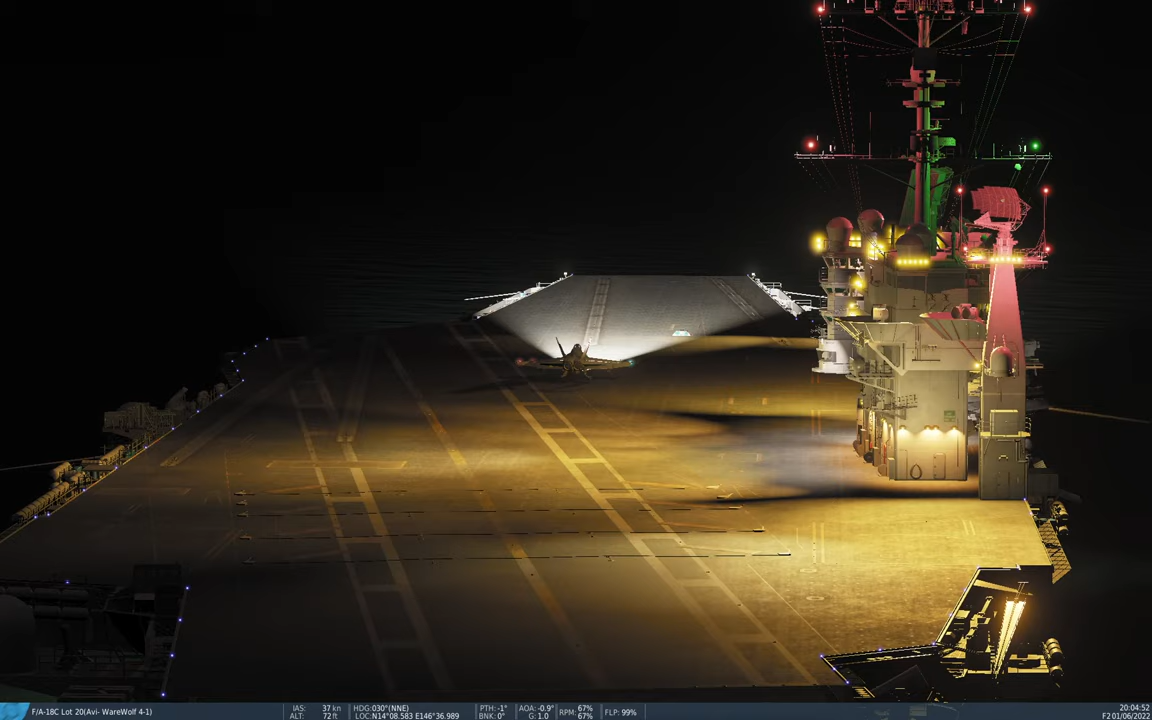 F/A-18C Lot 20(Avi- WareWolf 4-1)
IAS: 37 kn
ALT: 72 ft
HDG:030°(NNE)
LOC:N14°08.583 E146°36.989
PTH: -1°
BNK: 0°
AOA:-0.9°
G: 1.0
RPM: 67%
67%
FLP: 99%
20:04:52
F2 01/06/2022